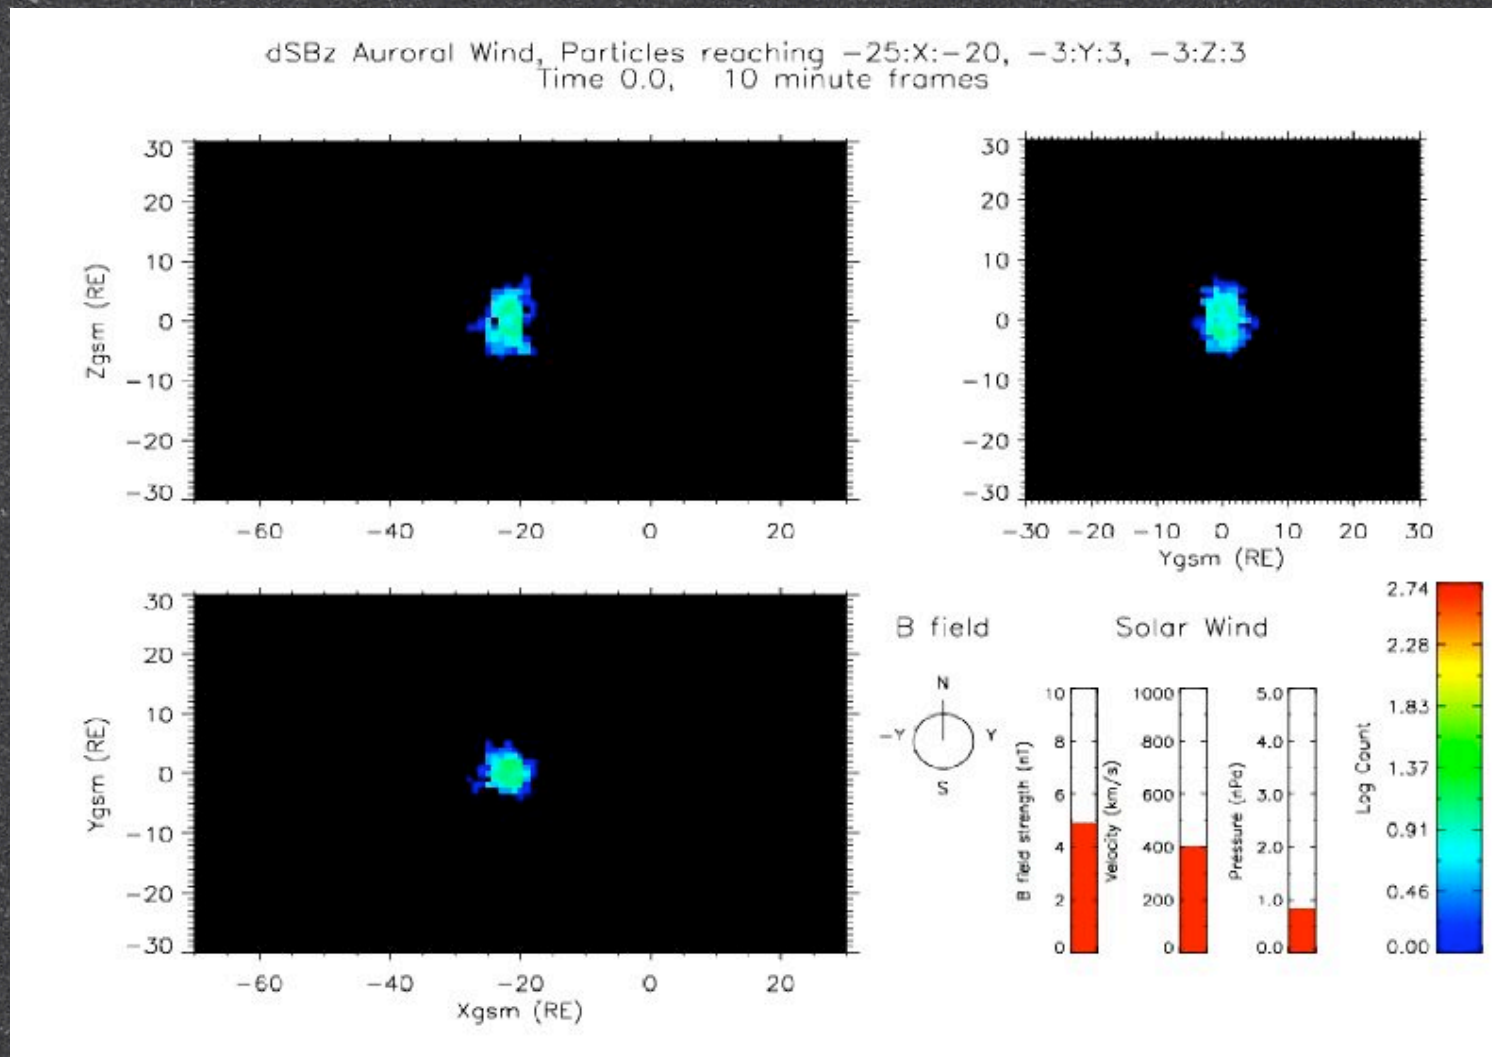 dSBz Auroral Wind, Particles reaching −25:X:−20, −3:Y:3, −3:Z:3
Time 0.0, 10 minute frames
30
20
10
0
−10
−20
−30
Zgsm (RE)
−60 −40 −20 0 20
30
20
10
0
−10
−20
−30
−30 −20 −10 0 10 20 30
Ygsm (RE)
30
20
10
0
−10
−20
−30
Ygsm (RE)
−60 −40 −20 0 20
Xgsm (RE)
B field
N
−Y Y
S
Solar Wind
10
8
6
4
2
0
B field strength (nT)
1000
800
600
400
200
0
Velocity (km/s)
5.0
4.0
3.0
2.0
1.0
0.0
Pressure (nPa)
2.74
2.28
1.83
1.37
0.91
0.46
0.00
Log Count